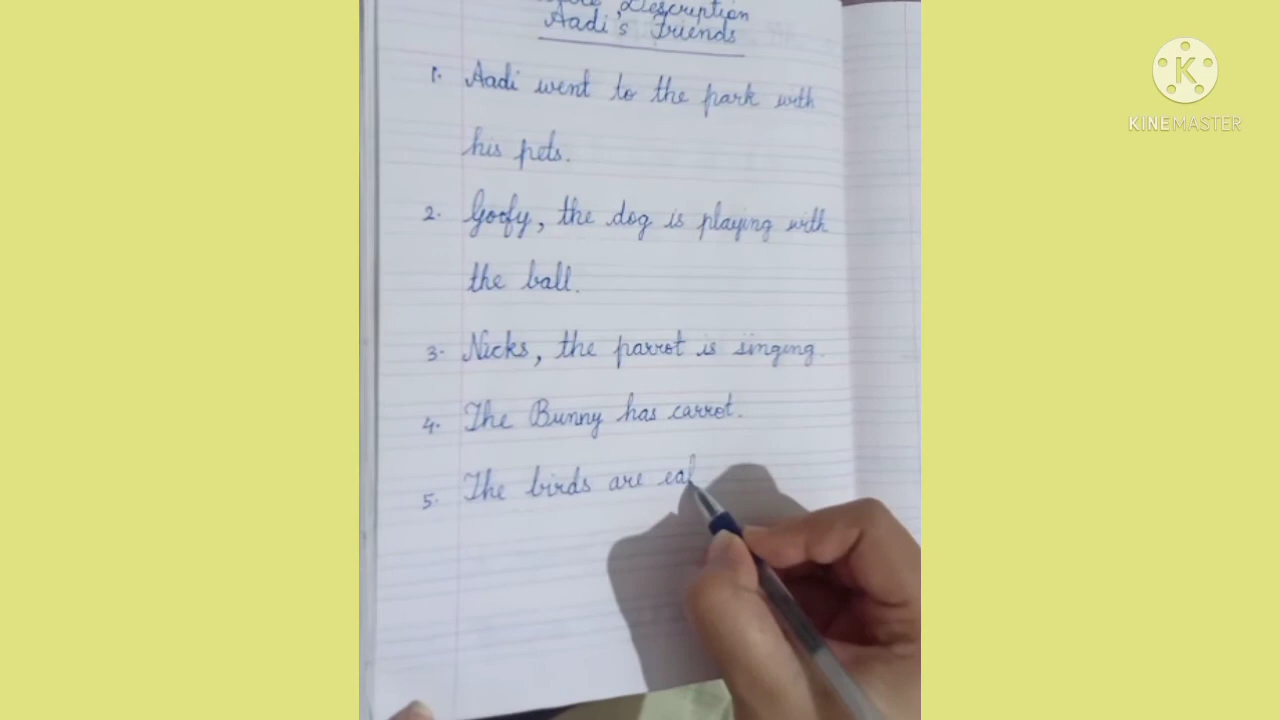 Description
Aadi's Friends
1. Aadi went to the park with
his pets.
2. Goofy, the dog is playing with
the ball.
3. Nicks, the parrot is singing.
4. The Bunny has carrot.
5. The birds are eat
K
KINEMASTER